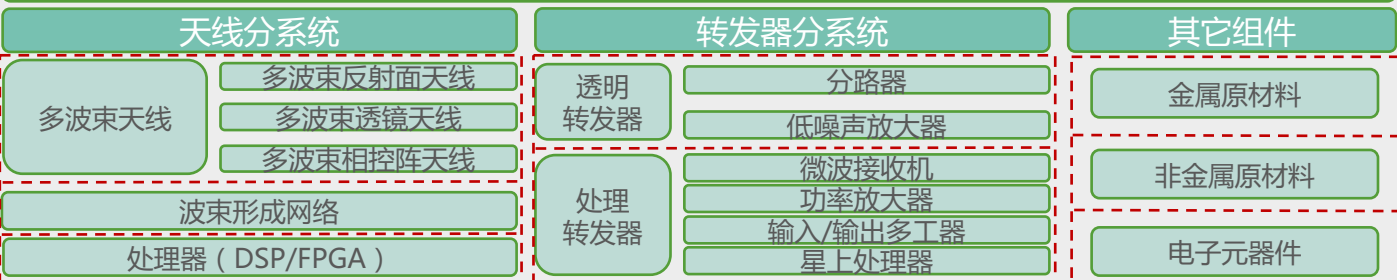 天线分系统
转发器分系统
其它组件
多波束天线
多波束反射面天线
多波束透镜天线
多波束相控阵天线
波束形成网络
处理器（DSP/FPGA）
透明
转发器
分路器
低噪声放大器
处理
转发器
微波接收机
功率放大器
输入/输出多工器
星上处理器
金属原材料
非金属原材料
电子元器件